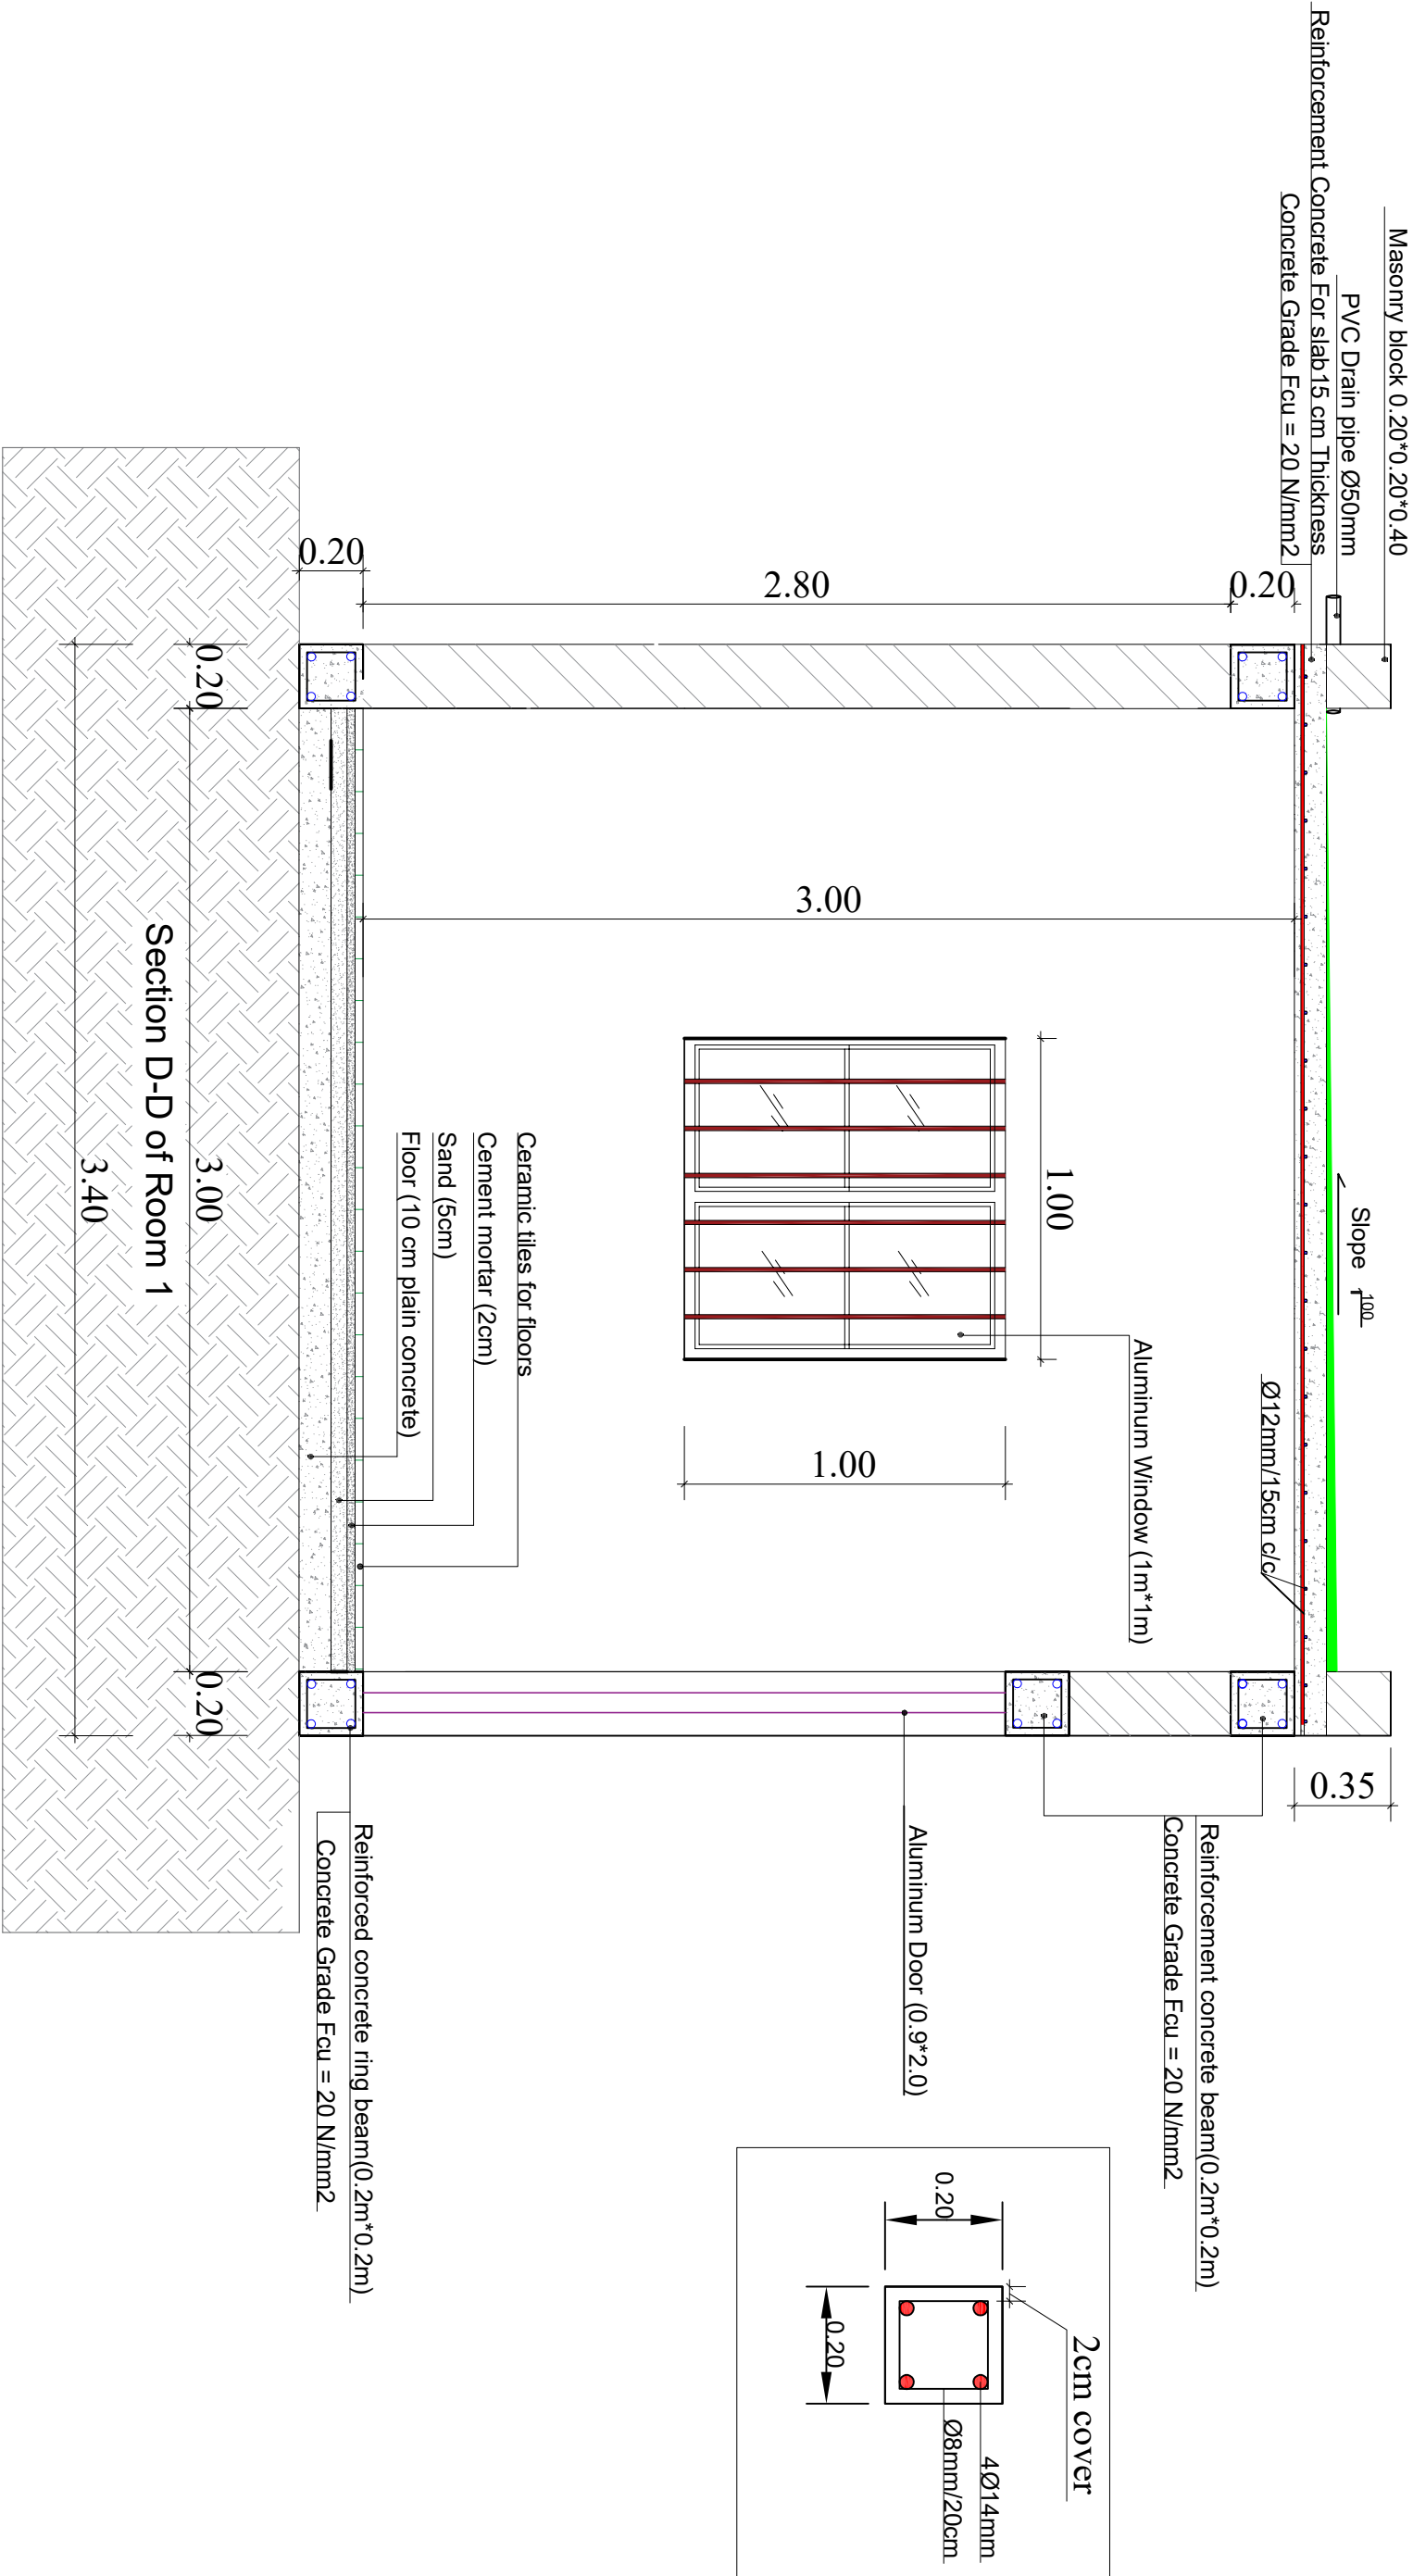 Masonry block 0.20*0.20*0.40
PVC Drain pipe Ø50mm
Reinforcement Concrete For slab15 cm Thickness
Concrete Grade Fcu = 20 N/mm2
Slope 1
100
Ø12mm/15cm c/c
0.35
0.20
2.80
0.20
3.00
1.00
1.00
Aluminum Window (1m*1m)
Reinforcement concrete beam(0.2m*0.2m)
Concrete Grade Fcu = 20 N/mm2
Aluminum Door (0.9*2.0)
Ceramic tiles for floors
Cement mortar (2cm)
Sand (5cm)
Floor (10 cm plain concrete)
Reinforced concrete ring beam(0.2m*0.2m)
Concrete Grade Fcu = 20 N/mm2
0.20
3.00
0.20
Section D-D of Room 1
3.40
2cm cover
4Ø14mm
Ø8mm/20cm
0.20
0.20